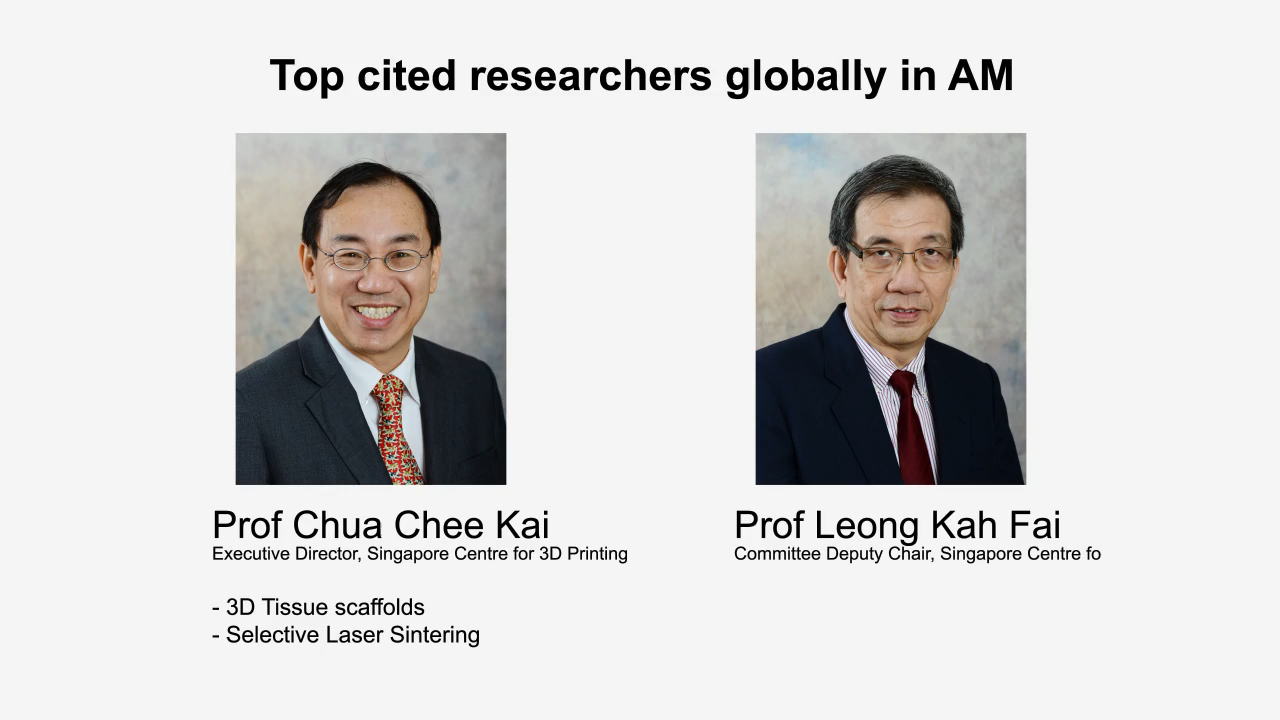 Top cited researchers globally in AM
Prof Chua Chee Kai
Executive Director, Singapore Centre for 3D Printing
- 3D Tissue scaffolds
- Selective Laser Sintering
Prof Leong Kah Fai
Committee Deputy Chair, Singapore Centre fo